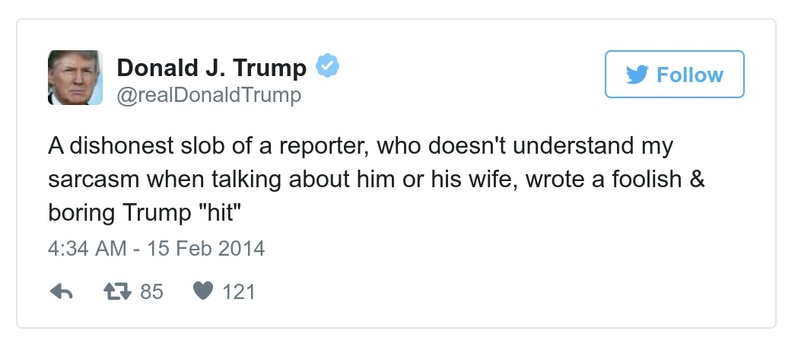 Donald J. Trump
@realDonaldTrump
Follow
A dishonest slob of a reporter, who doesn't understand my
sarcasm when talking about him or his wife, wrote a foolish &
boring Trump "hit"
4:34 AM - 15 Feb 2014
85 121